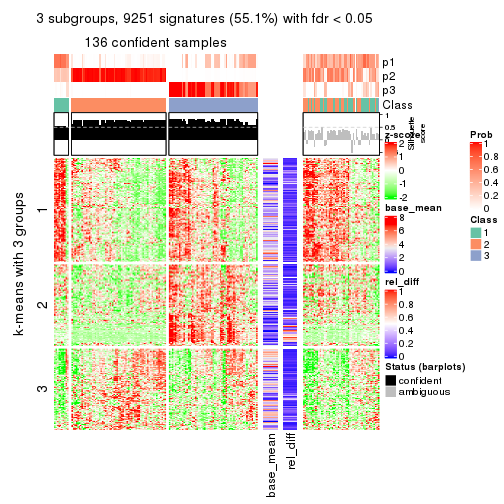 3 subgroups, 9251 signatures (55.1%) with fdr < 0.05
136 confident samples
p1
p2
p3
Class
1
0.5
0
Silhouette
score
k-means with 3 groups
1
2
3
base_mean
rel_diff
z-score
2
1
0
-1
-2
base_mean
8
6
4
2
0
rel_diff
1
0.8
0.6
0.4
0.2
0
Status (barplots)
confident
ambiguous
Prob
1
0.8
0.6
0.4
0.2
0
Class
1
2
3